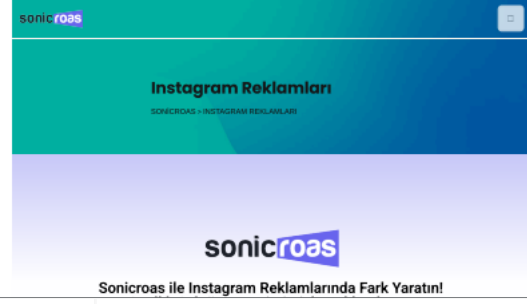 sonicroas
Instagram Reklamları
SONICROAS » INSTAGRAM REKLAMLARI
sonicroas
Sonicroas ile Instagram Reklamlarında Fark Yaratın!